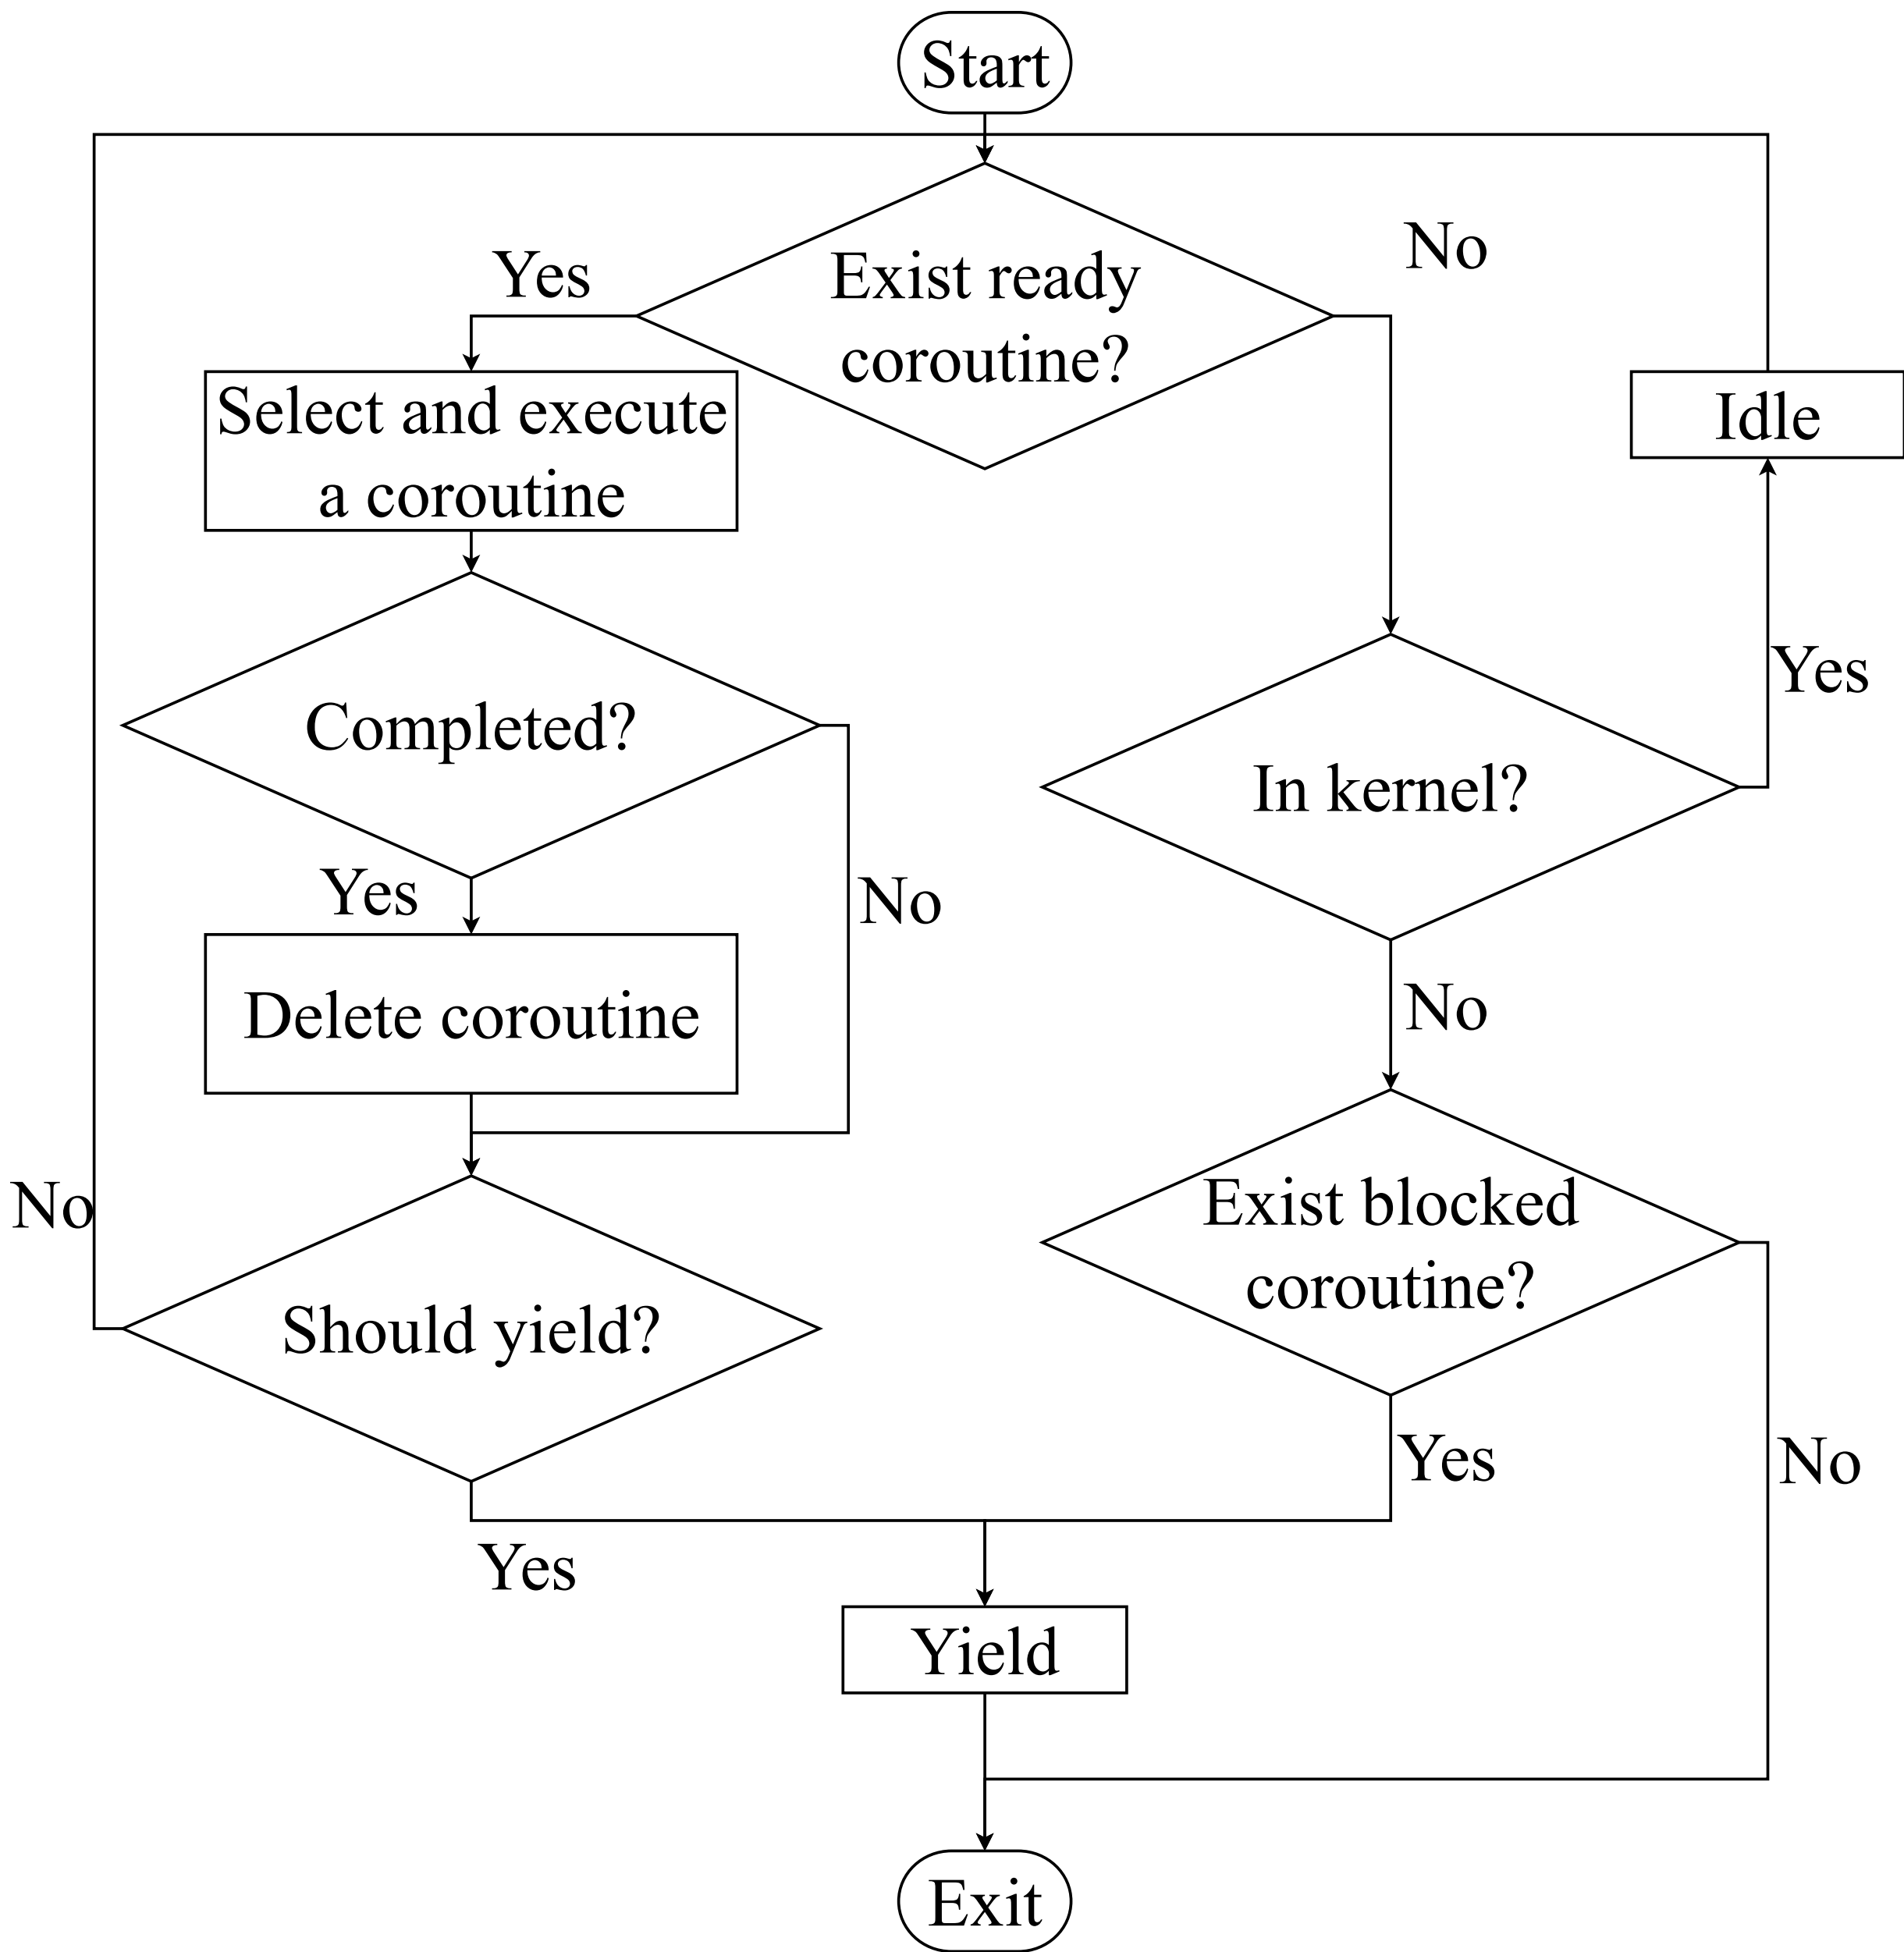 Start
No
Yes
Exist ready
coroutine?
Select and execute
a coroutine
Idle
Yes
Completed?
In kernel?
Yes
No
No
Delete coroutine
No
Exist blocked
coroutine?
Should yield?
Yes
No
Yes
Yield
Exit